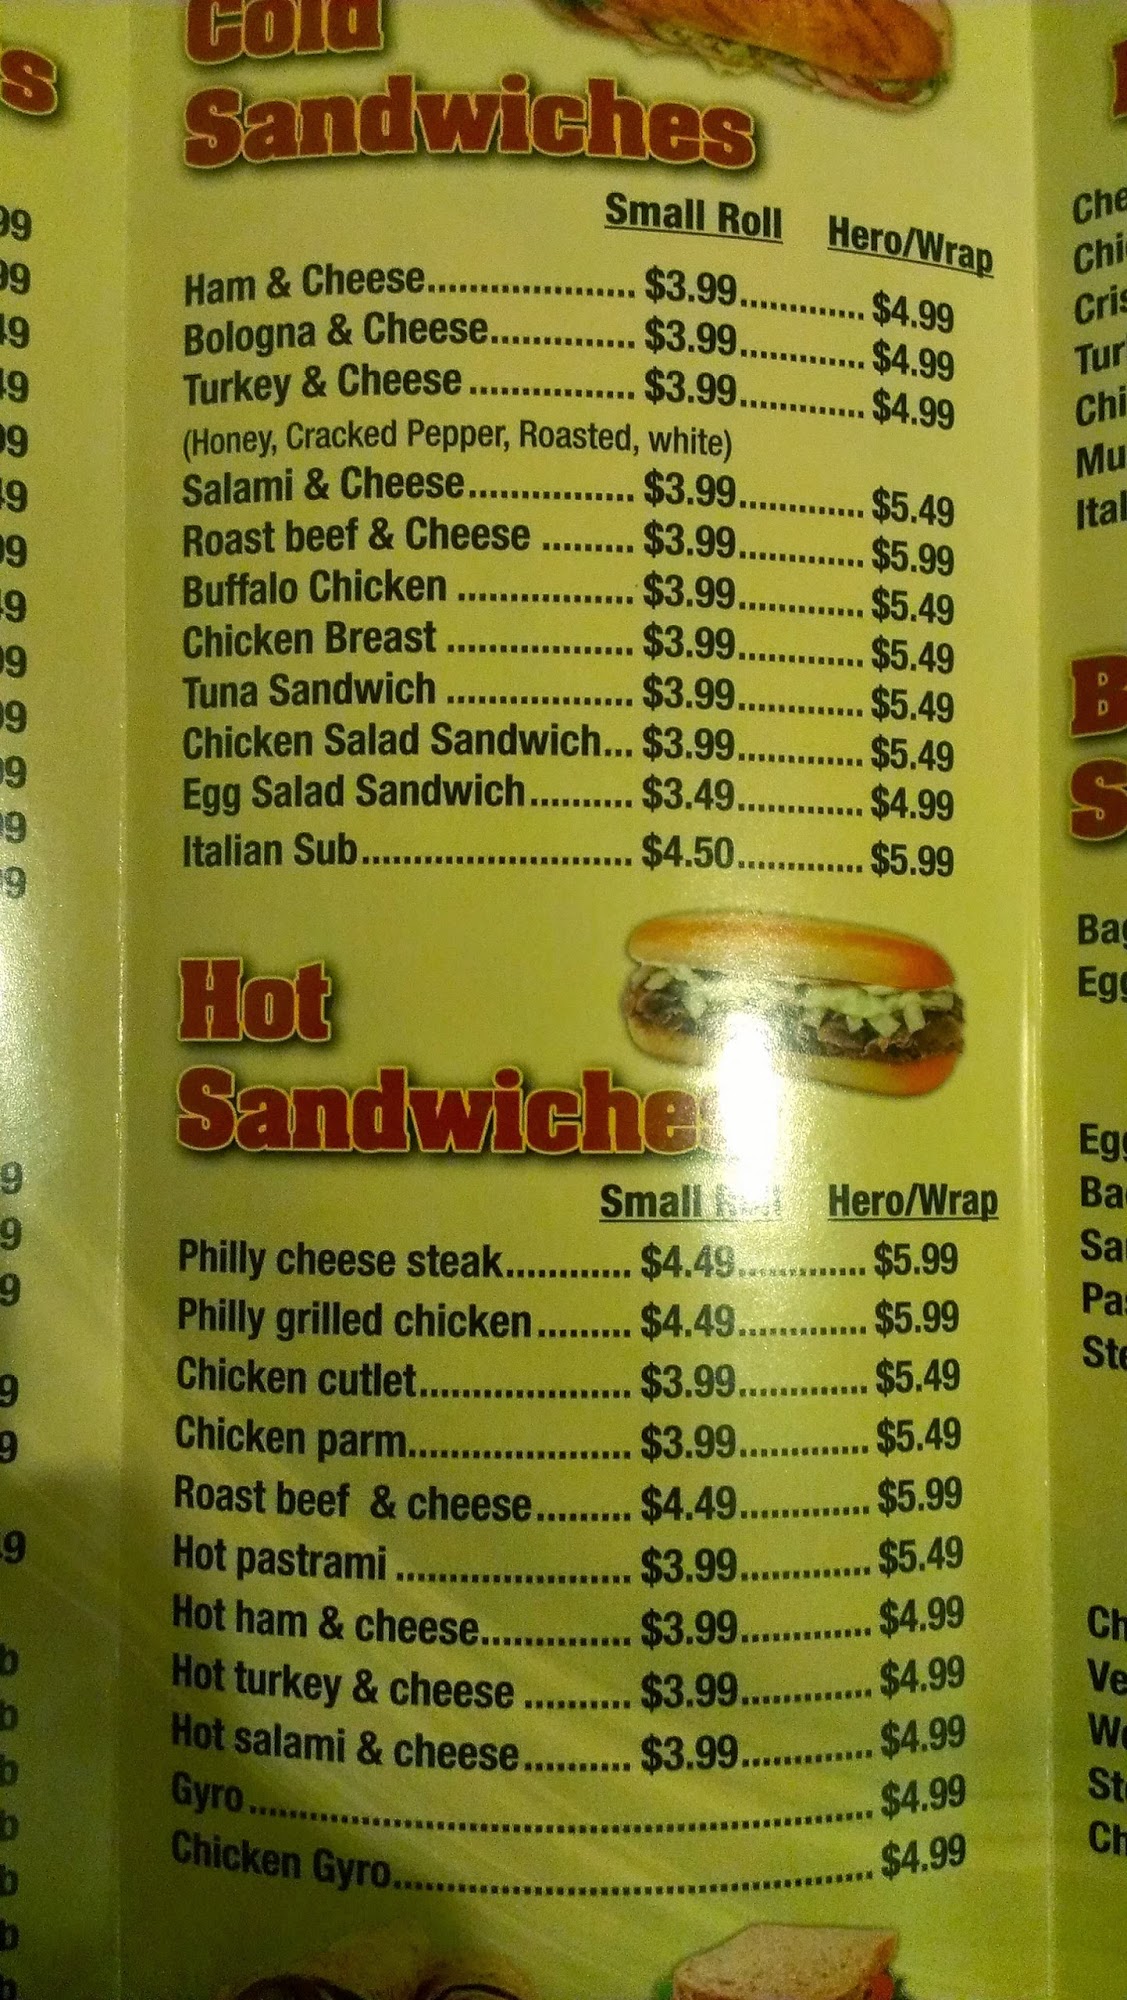 Cold
Sandwiches
Small Roll Hero/Wrap
Ham & Cheese.................... $3.99............ $4.99
Bologna & Cheese.............. $3.99............ $4.99
Turkey & Cheese ................ $3.99............ $4.99
(Honey, Cracked Pepper, Roasted, white)
Salami & Cheese................ $3.99............ $5.49
Roast beef & Cheese ......... $3.99............ $5.99
Buffalo Chicken ................. $3.99............ $5.49
Chicken Breast .................. $3.99............ $5.49
Tuna Sandwich .................. $3.99............ $5.49
Chicken Salad Sandwich... $3.99............ $5.49
Egg Salad Sandwich.......... $3.49............ $4.99
Italian Sub.......................... $4.50............ $5.99
Hot
Sandwiches
Small Roll Hero/Wrap
Philly cheese steak............ $4.49............ $5.99
Philly grilled chicken......... $4.49............ $5.99
Chicken cutlet.................... $3.99............ $5.49
Chicken parm..................... $3.99............ $5.49
Roast beef & cheese......... $4.49............ $5.99
Hot pastrami ...................... $3.99............ $5.49
Hot ham & cheese.............. $3.99............ $4.99
Hot turkey & cheese .......... $3.99............ $4.99
Hot salami & cheese.......... $3.99............ $4.99
Gyro............................................................ $4.99
Chicken Gyro.............................................. $4.99